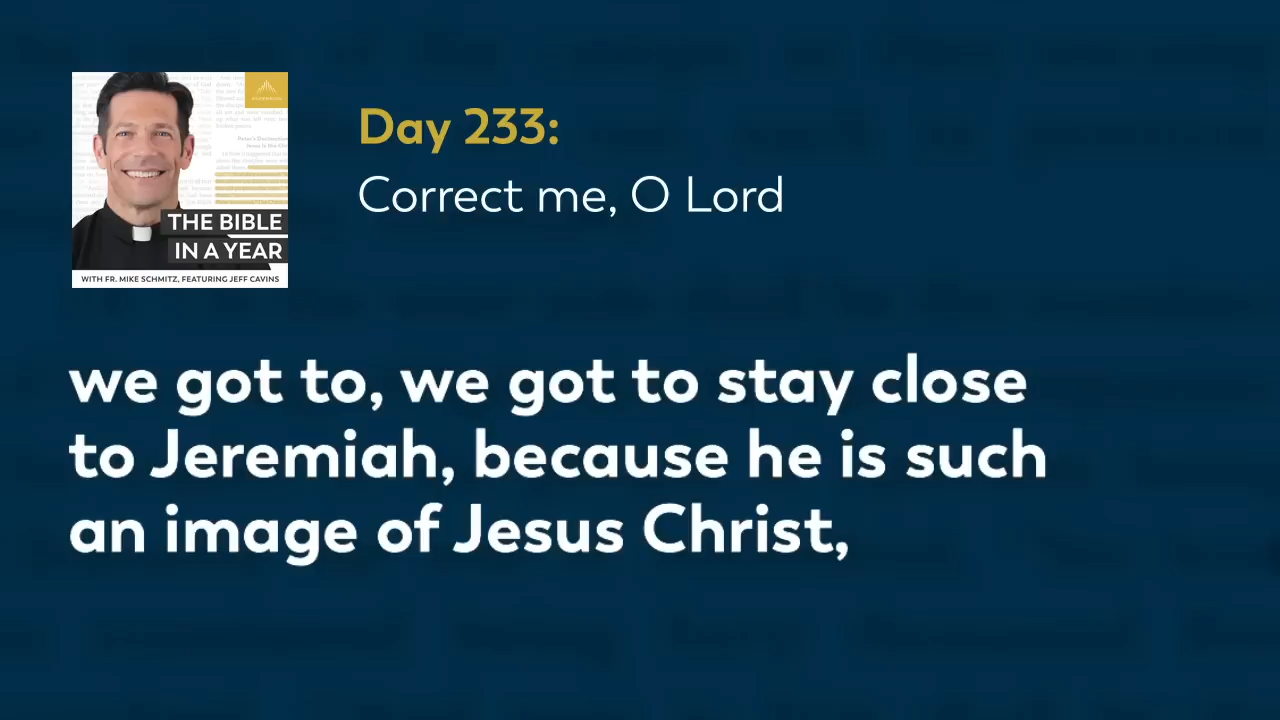 Day 233:
Correct me, O Lord
THE BIBLE
IN A YEAR
WITH FR. MIKE SCHMITZ, FEATURING JEFF CAVINS
we got to, we got to stay close
to Jeremiah, because he is such
an image of Jesus Christ,